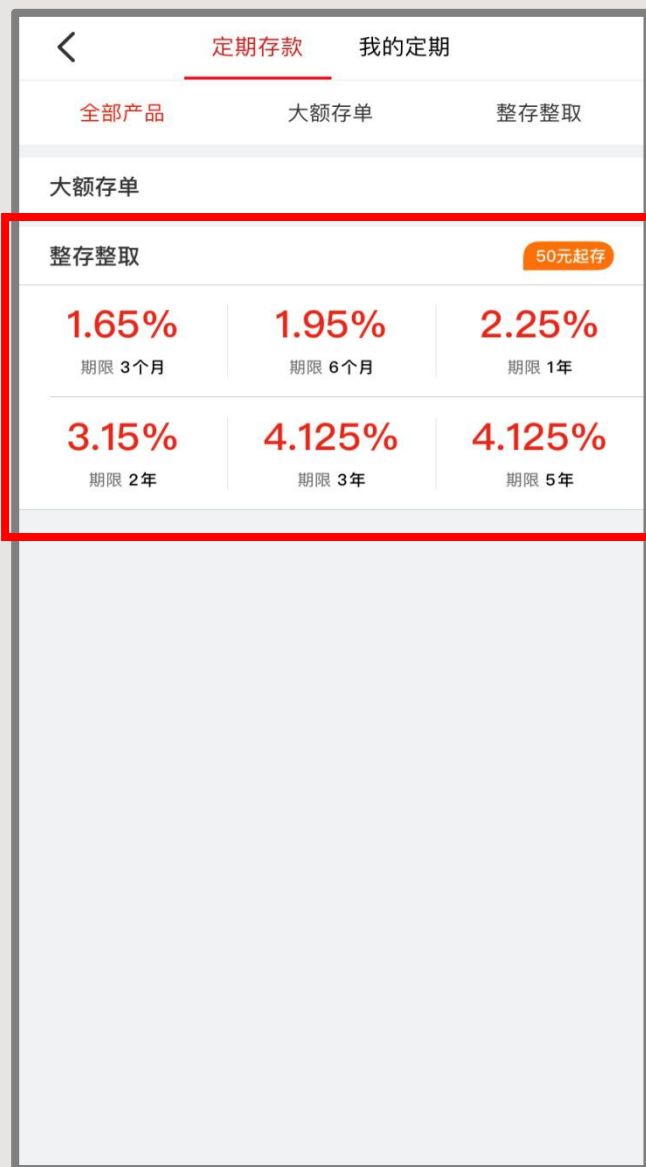 定期存款 我的定期
全部产品 大额存单 整存整取
大额存单
整存整取 50元起存
1.65% 1.95% 2.25%
期限 3个月 期限 6个月 期限 1年
3.15% 4.125% 4.125%
期限 2年 期限 3年 期限 5年